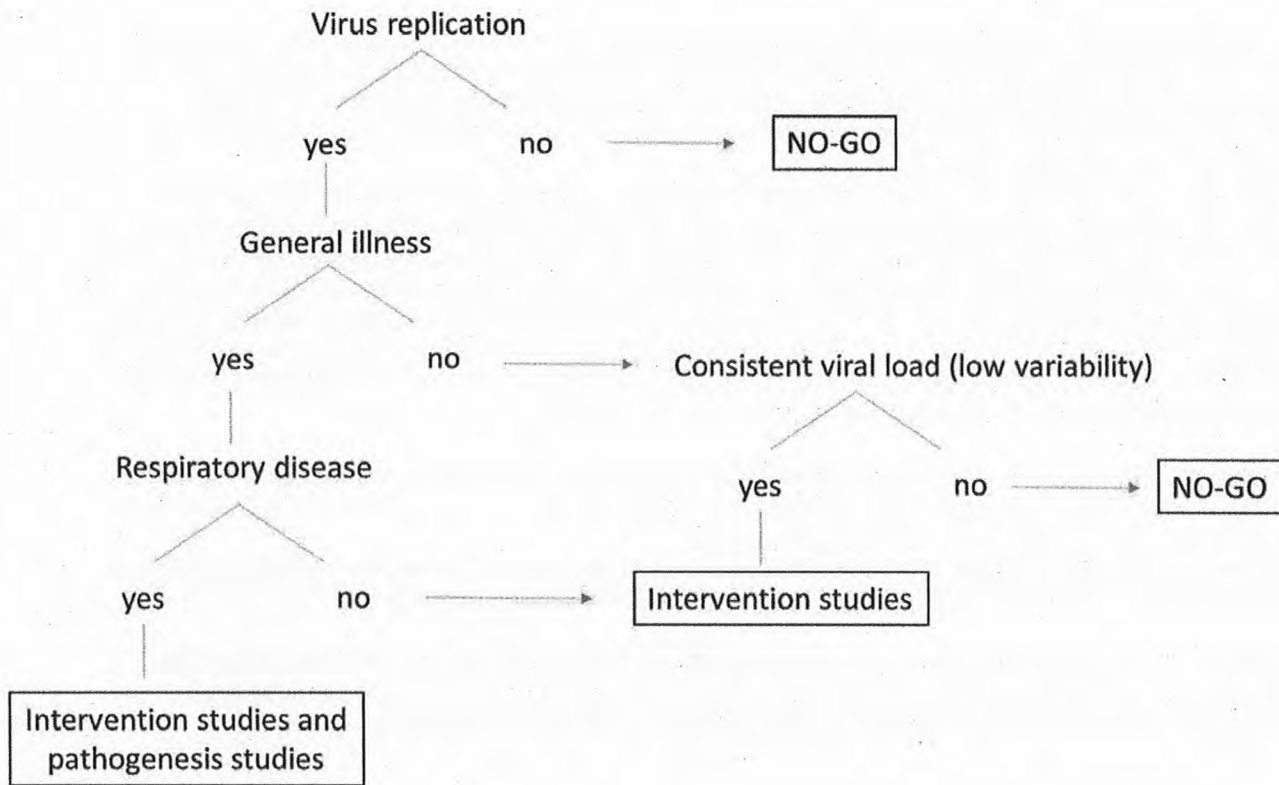 Virus replication
yes
no
NO-GO
General illness
yes
no
Consistent viral load (low variability)
Respiratory disease
yes
no
NO-GO
yes
no
Intervention studies
Intervention studies and
pathogenesis studies